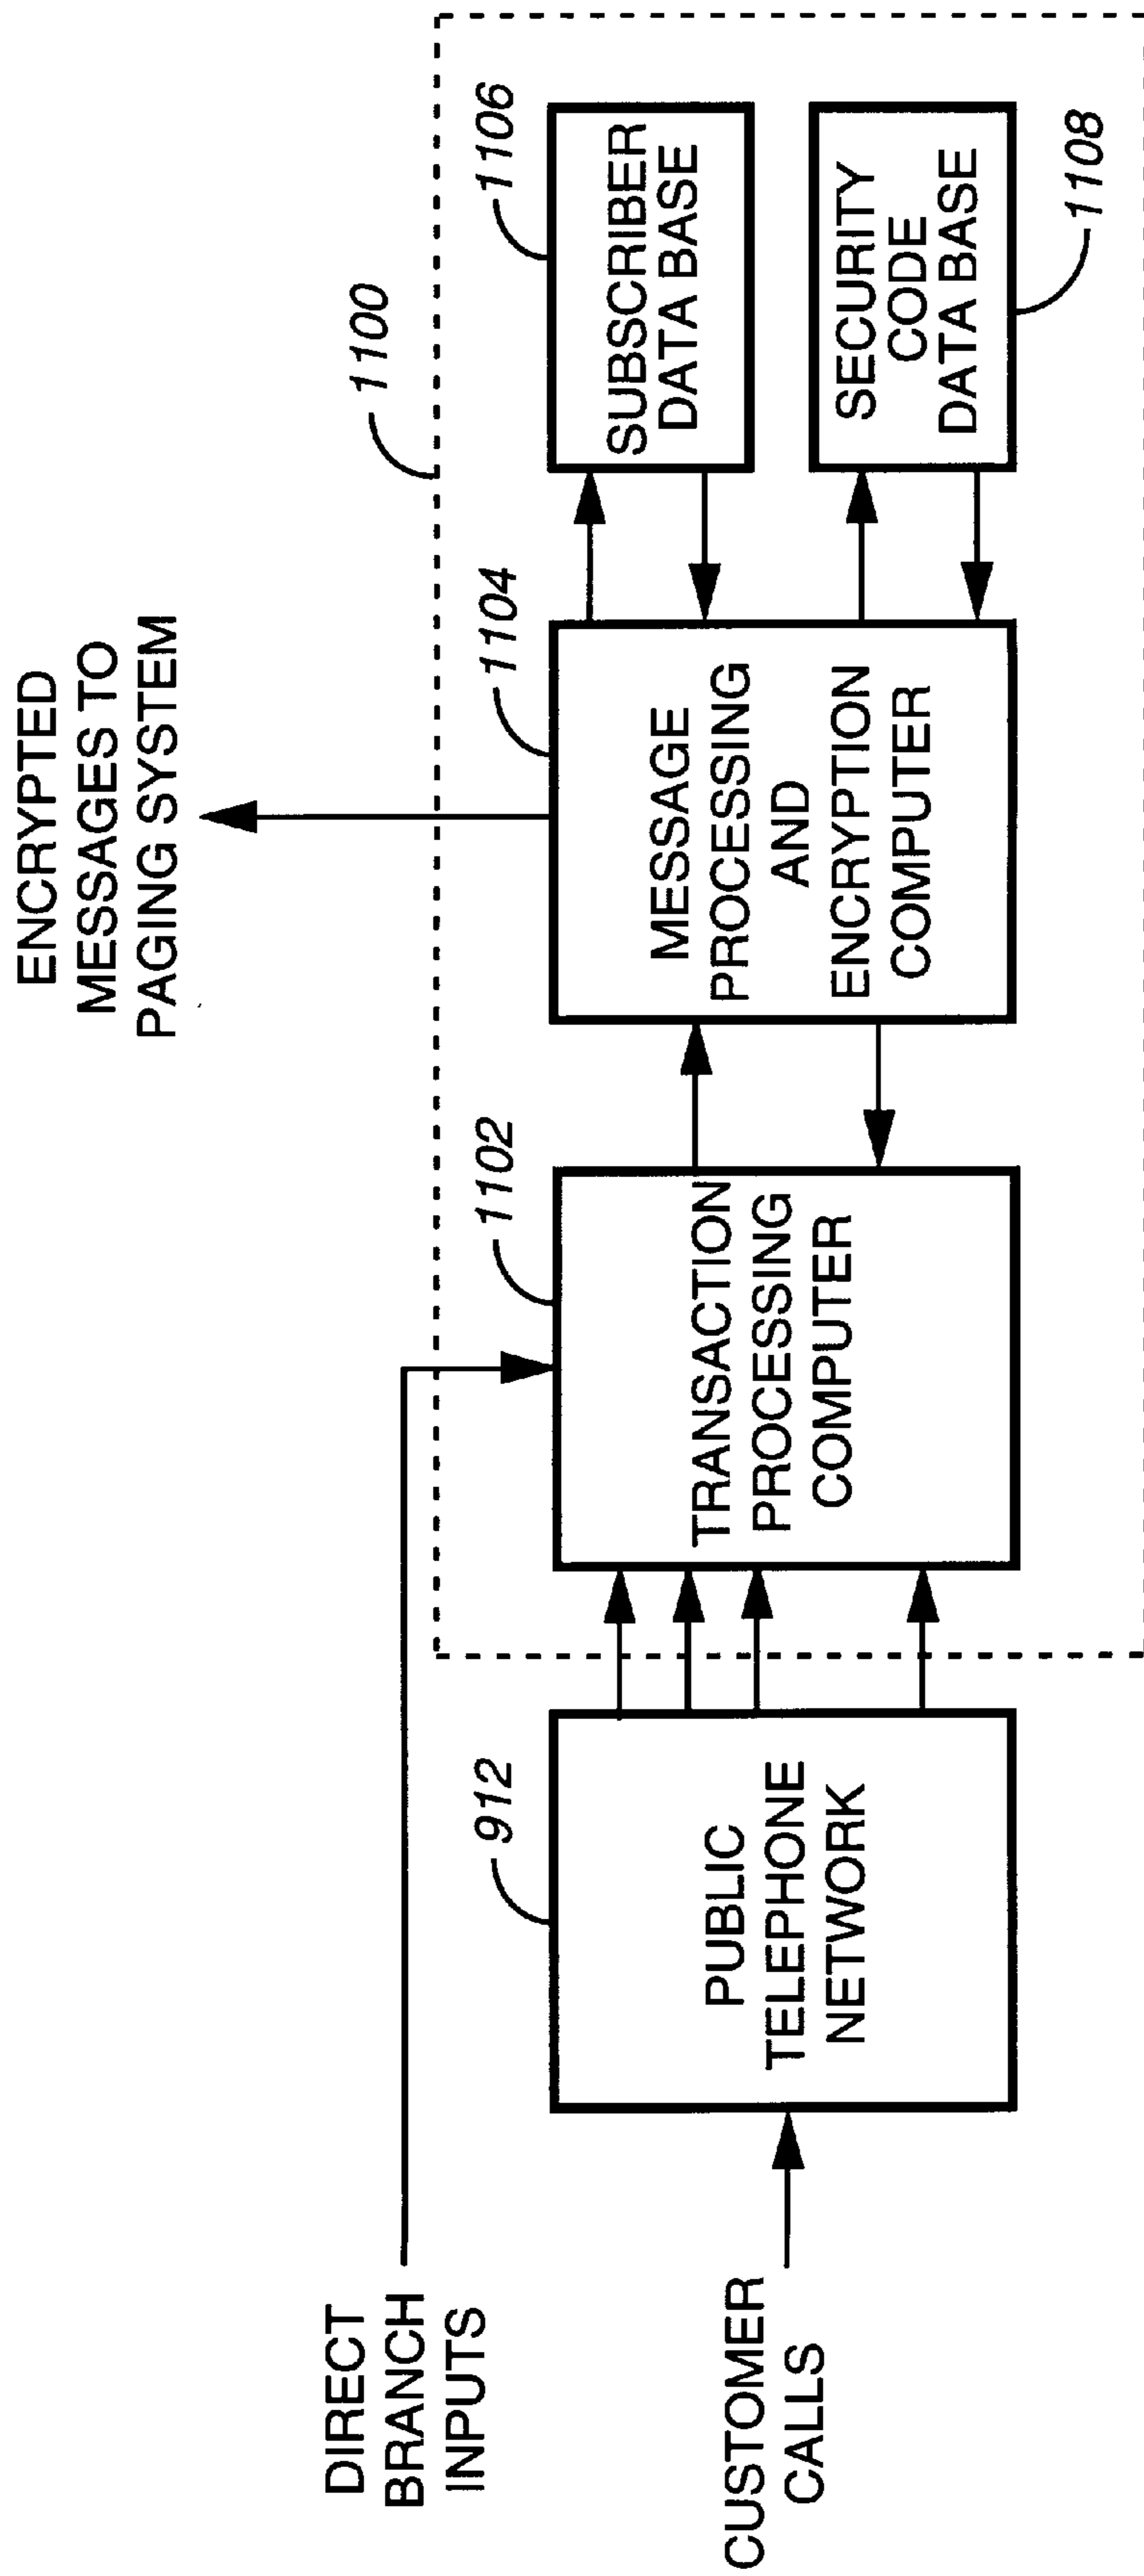 ENCRYPTED
MESSAGES TO
PAGING SYSTEM
1100
DIRECT
BRANCH
INPUTS
912
1102
1104
1106
CUSTOMER
CALLS
PUBLIC
TELEPHONE
NETWORK
TRANSACTION
PROCESSING
COMPUTER
MESSAGE
PROCESSING
AND
ENCRYPTION
COMPUTER
SUBSCRIBER
DATA BASE
SECURITY
CODE
DATA BASE
1108